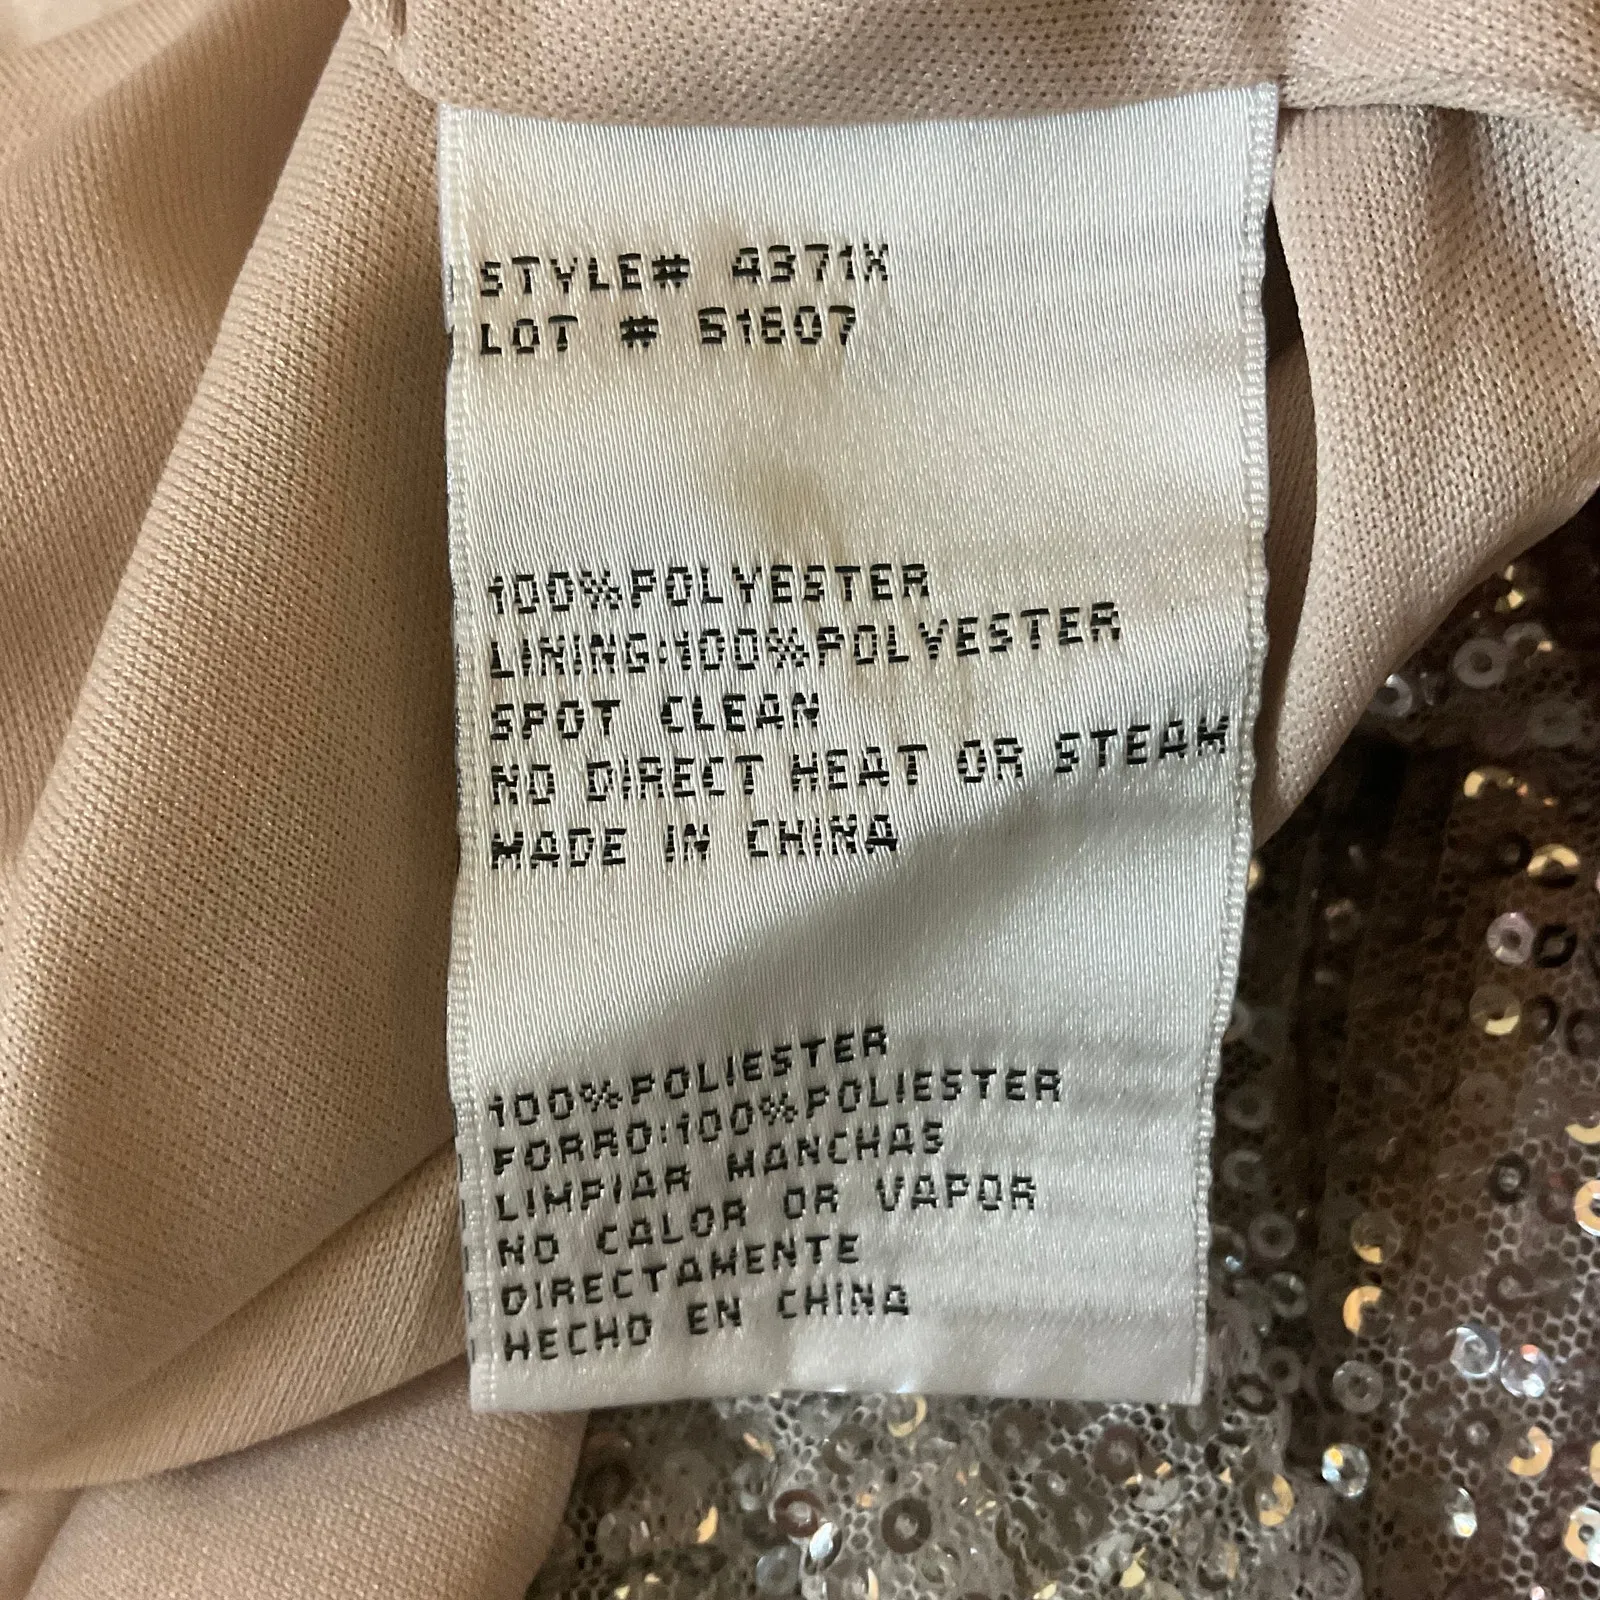 STYLE# 4371X
LOT # 51607
100%POLYESTER
LINING:100%POLYESTER
SPOT CLEAN
NO DIRECT HEAT OR STEAM
MADE IN CHINA
100%POLIESTER
FORRO:100%POLIESTER
LIMPIAR MANCHAS
NO CALOR OR VAPOR
DIRECTAMENTE
HECHO EN CHINA